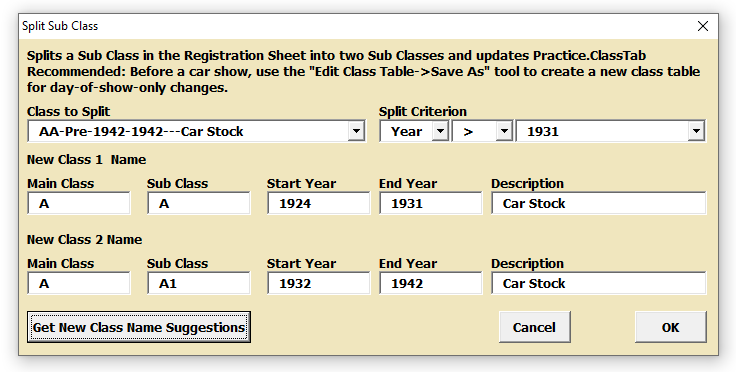 Split Sub Class
Splits a Sub Class in the Registration Sheet into two Sub Classes and updates Practice.ClassTab
Recommended: Before a car show, use the "Edit Class Table->Save As" tool to create a new class table
for day-of-show-only changes.
Class to Split Split Criterion
AA-Pre-1942-1942---Car Stock Year > 1931
New Class 1  Name
Main Class Sub Class Start Year End Year Description
A A 1924 1931 Car Stock
New Class 2 Name
Main Class Sub Class Start Year End Year Description
A A1 1932 1942 Car Stock
Get New Class Name Suggestions Cancel OK